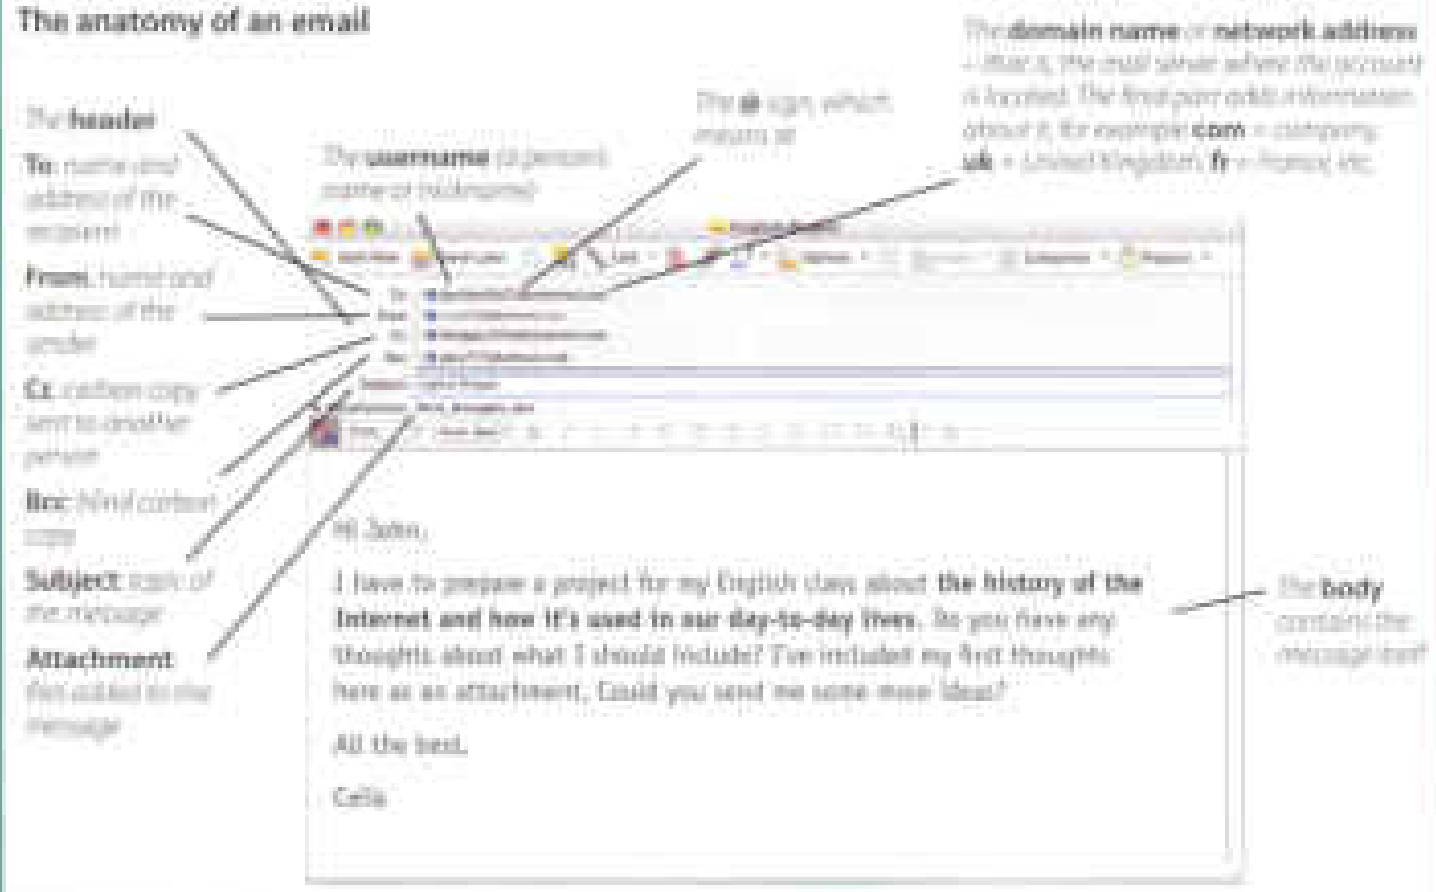 The anatomy of an email
The header
To: name and
address of the
recipient
From: name and
address of the
sender
Cc: carbon copy
sent to another
person
Bcc: blind carbon
copy
Subject: topic of
the message
Attachment
files added to the
message
The username (a person's
name or nickname)
The @ sign, which
means at
The domain name or network address
– that is, the mail server where the account
is located. The final part adds information
about it, for example com = company,
uk = United Kingdom, fr = France, etc.
To:
From:
Cc:
Bcc:
Subject:
Hi John,
I have to prepare a project for my English class about the history of the
Internet and how it's used in our day-to-day lives. Do you have any
thoughts about what I should include? I've included my first thoughts
here as an attachment. Could you send me some more ideas?
All the best,
Celia
The body
contains the
message itself